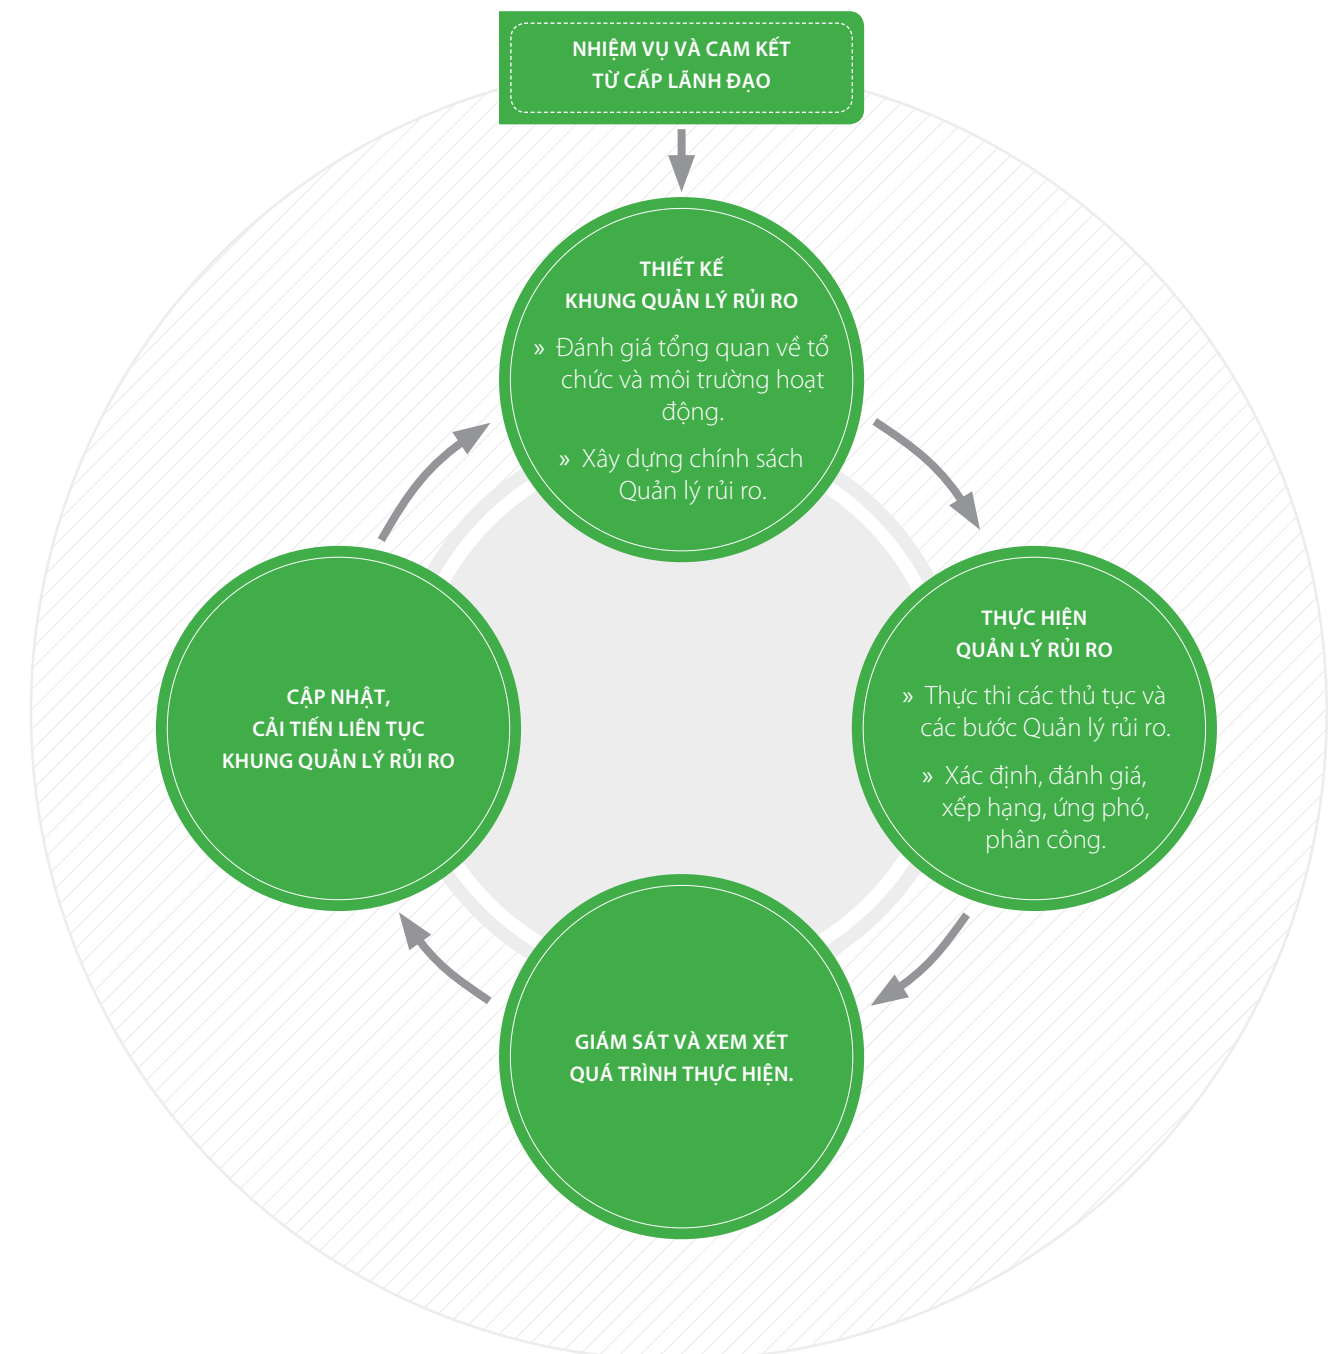 NHIỆM VỤ VÀ CAM KẾT
TỪ CẤP LÃNH ĐẠO
THIẾT KẾ
KHUNG QUẢN LÝ RỦI RO
» Đánh giá tổng quan về tổ
chức và môi trường hoạt
động.
» Xây dựng chính sách
Quản lý rủi ro.
THỰC HIỆN
QUẢN LÝ RỦI RO
» Thực thi các thủ tục và
các bước Quản lý rủi ro.
» Xác định, đánh giá,
xếp hạng, ứng phó,
phân công.
GIÁM SÁT VÀ XEM XÉT
QUÁ TRÌNH THỰC HIỆN.
CẬP NHẬT,
CẢI TIẾN LIÊN TỤC
KHUNG QUẢN LÝ RỦI RO